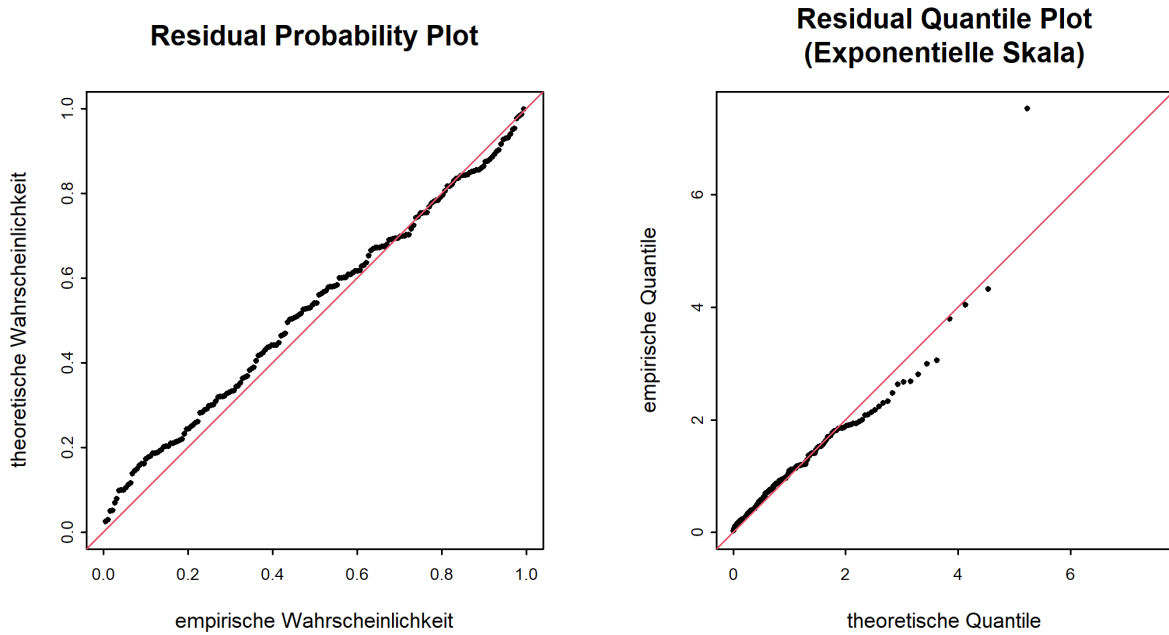 Residual Probability Plot
theoretische Wahrscheinlichkeit
1.0
0.8
0.6
0.4
0.2
0.0
0.0 0.2 0.4 0.6 0.8 1.0
empirische Wahrscheinlichkeit
Residual Quantile Plot
(Exponentielle Skala)
empirische Quantile
6
4
2
0
0 2 4 6
theoretische Quantile